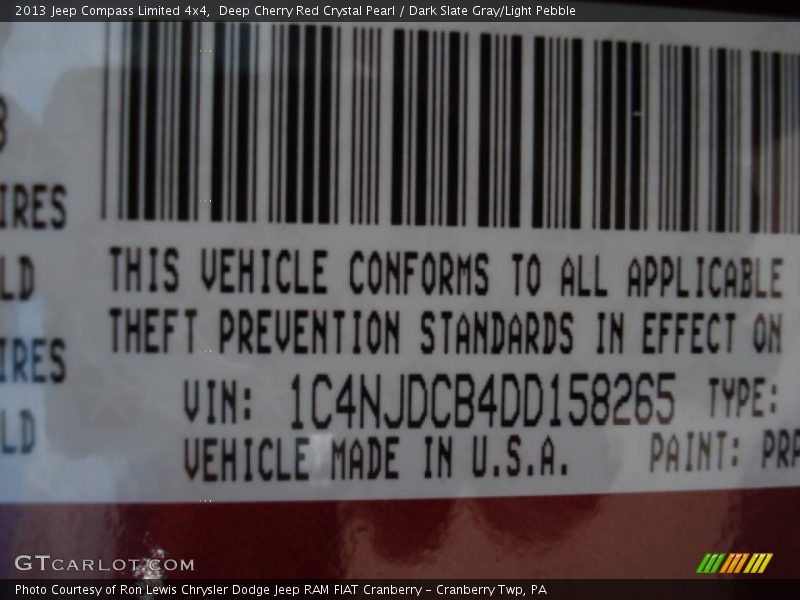 2013 Jeep Compass Limited 4x4, Deep Cherry Red Crystal Pearl / Dark Slate Gray/Light Pebble
IRES
LD
IRES
LD
THIS VEHICLE CONFORMS TO ALL APPLICABLE
THEFT PREVENTION STANDARDS IN EFFECT ON
VIN: 1C4NJDCB4DD158265 TYPE:
VEHICLE MADE IN U.S.A. PAINT: PRP
GTCARLOT.COM
Photo Courtesy of Ron Lewis Chrysler Dodge Jeep RAM FIAT Cranberry - Cranberry Twp, PA